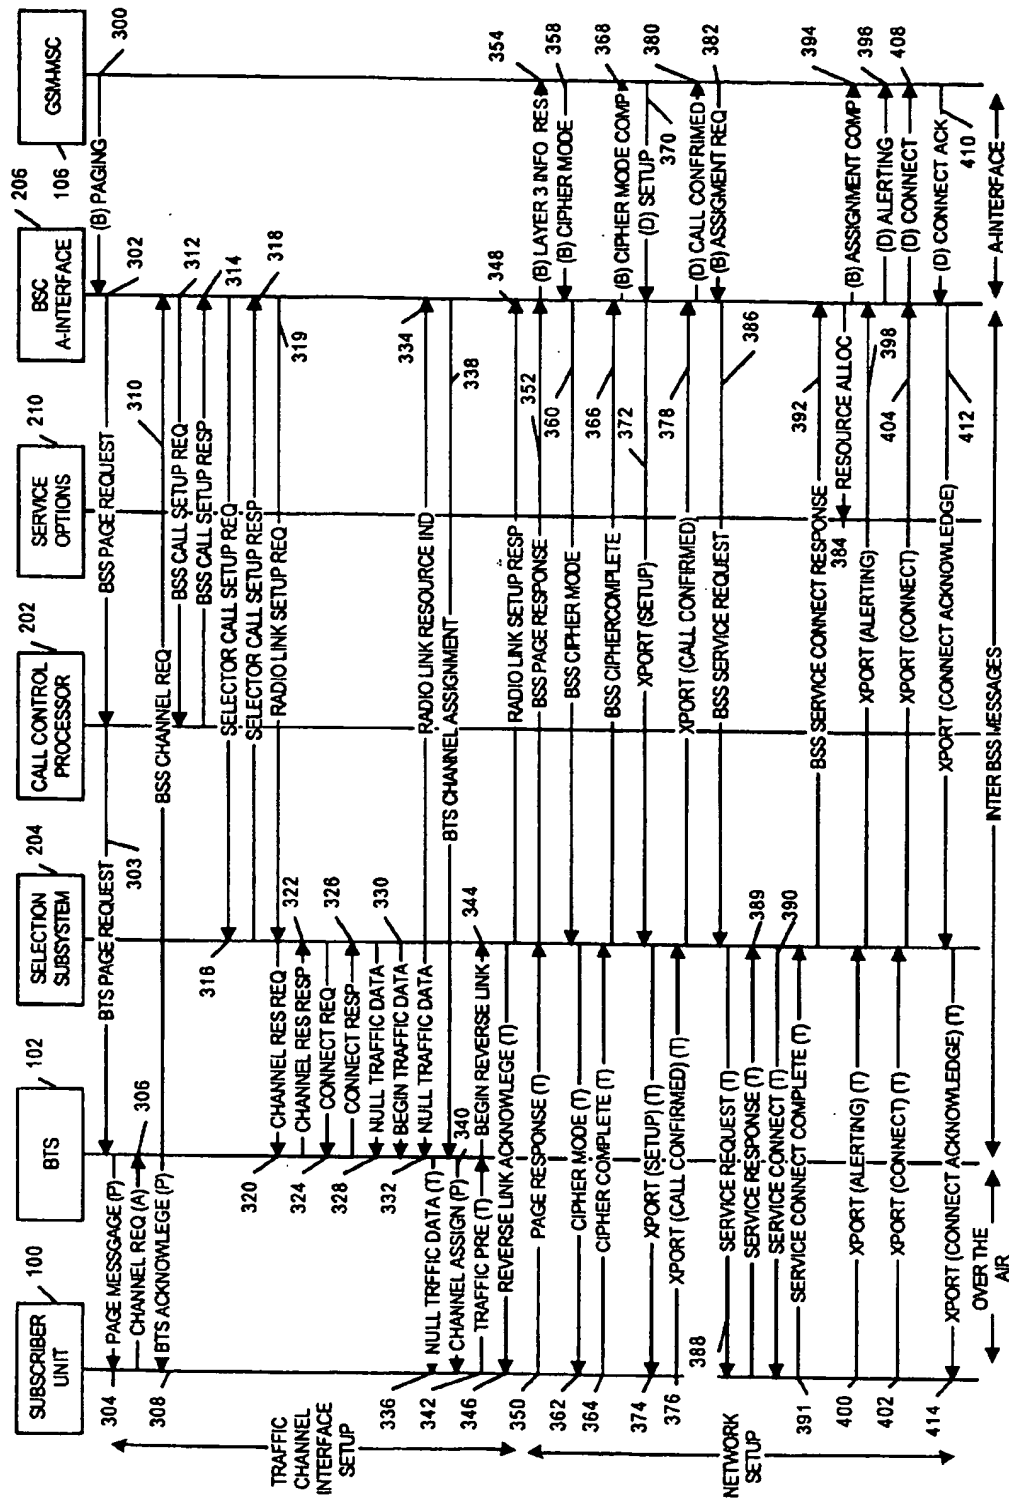 SUBSCRIBER
UNIT
100
BTS
102
SELECTION
SUBSYSTEM
204
CALL CONTROL
PROCESSOR
202
SERVICE
OPTIONS
210
BSC
A-INTERFACE
206
GSM-MSC
106
300
(B) PAGING
302
BSS PAGE REQUEST
303
BTS PAGE REQUEST
304
PAGE MESSGAGE (P)
306
CHANNEL REQ (A)
308
BTS ACKNOWLEGE (P)
BSS CHANNEL REQ
310
BSS CALL SETUP REQ
312
BSS CALL SETUP RESP
314
SELECTOR CALL SETUP REQ
316
SELECTOR CALL SETUP RESP
318
RADIO LINK SETUP REQ
319
TRAFFIC
CHANNEL
INTERFACE
SETUP
320
CHANNEL RES REQ
322
CHANNEL RES RESP
324
CONNECT REQ
326
CONNECT RESP
328
NULL TRAFFIC DATA
330
BEGIN TRAFFIC DATA
332
NULL TRAFFIC DATA
RADIO LINK RESOURCE IND
334
336
NULL TRFFIC DATA (T)
BTS CHANNEL ASSIGNMENT
338
340
342
CHANNEL ASSIGN (P)
TRAFFIC PRE (T)
BEGIN REVERSE LINK
344
346
REVERSE LINK ACKNOWLEGE (T)
RADIO LINK SETUP RESP
348
350
PAGE RESPONSE (T)
BSS PAGE RESPONSE
352
(B) LAYER 3 INFO RES
354
(B) CIPHER MODE
358
BSS CIPHER MODE
360
362
CIPHER MODE (T)
364
CIPHER COMPLETE (T)
BSS CIPHERCOMPLETE
366
(B) CIPHER MODE COMP
368
(D) SETUP
370
XPORT (SETUP)
372
374
XPORT (SETUP) (T)
376
XPORT (CALL CONFIRMED) (T)
XPORT (CALL CONFIRMED)
378
(D) CALL CONFRIMED
380
(B) ASSIGMENT REQ
382
BSS SERVICE REQUEST
386
388
SERVICE REQUEST (T)
SERVICE RESPONSE (T)
389
SERVICE CONNECT (T)
390
391
SERVICE CONNECT COMPLETE (T)
BSS SERVICE CONNECT RESPONSE
392
384
RESOURCE ALLOC
(B) ASSIGNMENT COMP
394
NETWORK
SETUP
400
XPORT (ALERTING) (T)
XPORT (ALERTING)
398
(D) ALERTING
396
402
XPORT (CONNECT) (T)
XPORT (CONNECT)
404
(D) CONNECT
408
(D) CONNECT ACK
410
XPORT (CONNECT ACKNOWLEDGE)
412
414
XPORT (CONNECT ACKNOWLEDGE) (T)
OVER THE
AIR
INTER BSS MESSAGES
A-INTERFACE